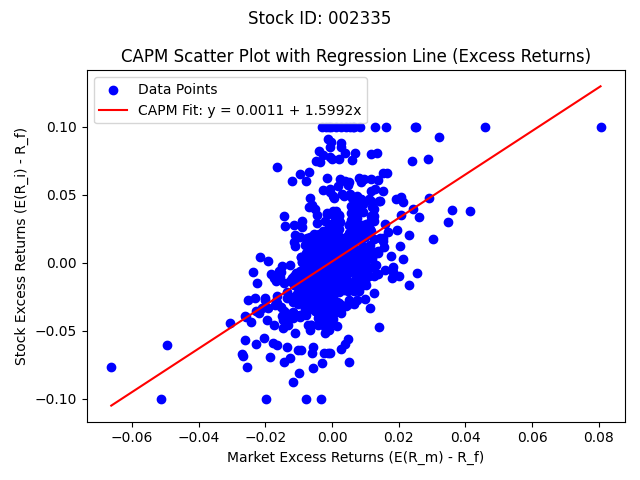 Stock ID: 002335
CAPM Scatter Plot with Regression Line (Excess Returns)
Data Points
CAPM Fit: y = 0.0011 + 1.5992x
Stock Excess Returns (E(R_i) - R_f)
0.10
0.05
0.00
−0.05
−0.10
−0.06 −0.04 −0.02 0.00 0.02 0.04 0.06 0.08
Market Excess Returns (E(R_m) - R_f)